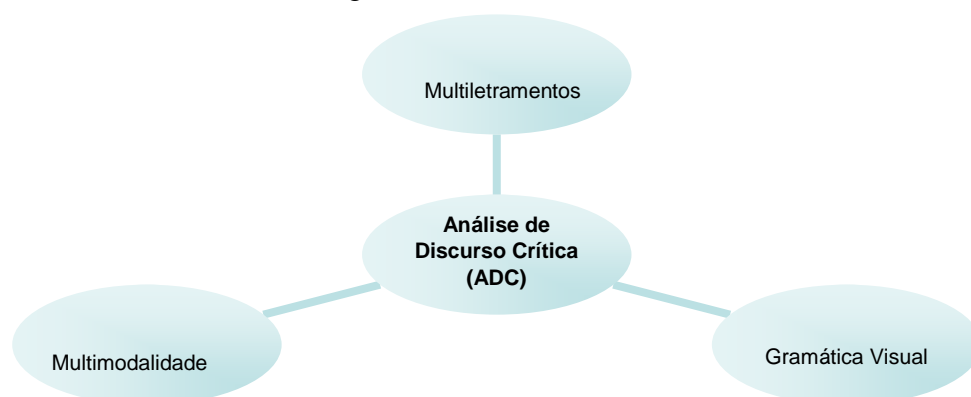 Multiletramentos
Análise de
Discurso Crítica
(ADC)
Multimodalidade
Gramática Visual